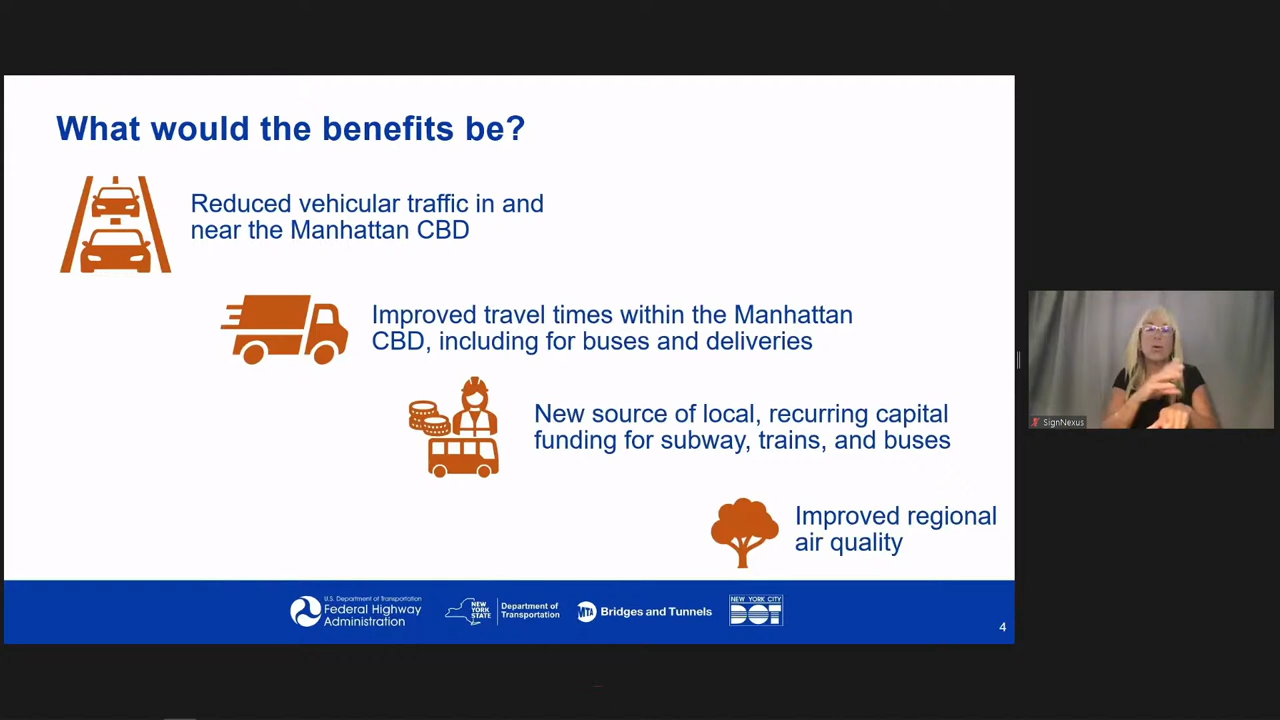 What would the benefits be?
Reduced vehicular traffic in and
near the Manhattan CBD
Improved travel times within the Manhattan
CBD, including for buses and deliveries
New source of local, recurring capital
funding for subway, trains, and buses
Improved regional
air quality
SignNexus
U.S. Department of Transportation
Federal Highway
Administration
NEW
YORK
STATE
Department of
Transportation
MTA
Bridges and Tunnels
NEW YORK CITY
DOT
4